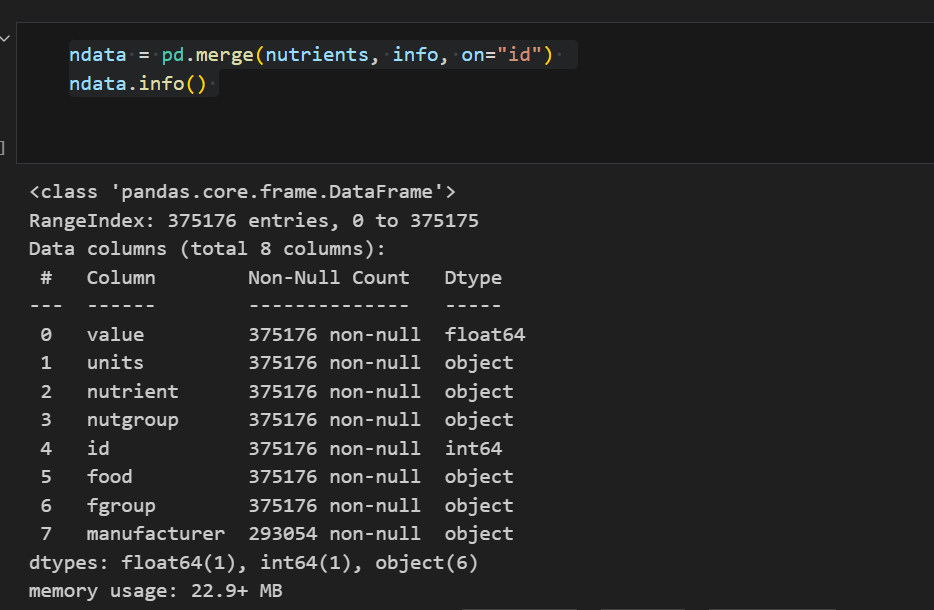 ndata = pd.merge(nutrients, info, on="id")
ndata.info()
]
<class 'pandas.core.frame.DataFrame'>
RangeIndex: 375176 entries, 0 to 375175
Data columns (total 8 columns):
 #   Column        Non-Null Count   Dtype
---  ------        --------------   -----
 0   value         375176 non-null  float64
 1   units         375176 non-null  object
 2   nutrient      375176 non-null  object
 3   nutgroup      375176 non-null  object
 4   id            375176 non-null  int64
 5   food          375176 non-null  object
 6   fgroup        375176 non-null  object
 7   manufacturer  293054 non-null  object
dtypes: float64(1), int64(1), object(6)
memory usage: 22.9+ MB